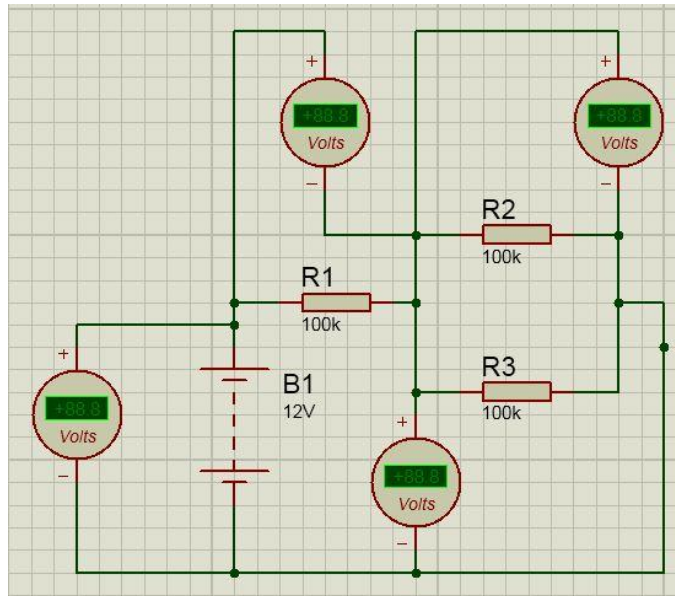 +
+
+88.8
+88.8
Volts
Volts
−
−
R2
100k
R1
100k
+
R3
B1
100k
+88.8
12V
+
Volts
+88.8
−
Volts
−